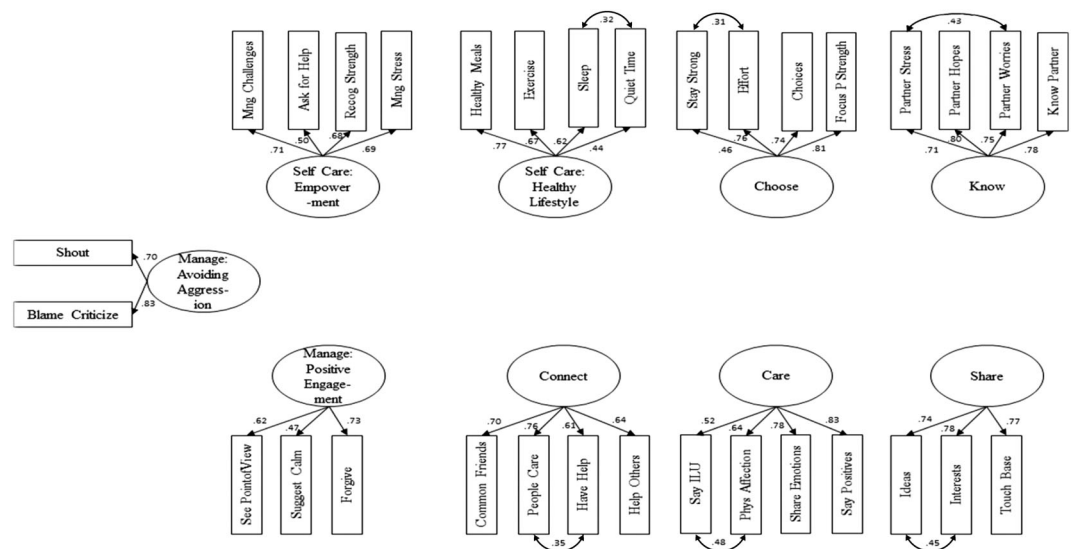 .32
.31
.43
Mng Challenges
Ask for Help
Recog Strength
Mng Stress
Healthy Meals
Exercise
Sleep
Quiet Time
Stay Strong
Effort
Choices
Focus P Strength
Partner Stress
Partner Hopes
Partner Worries
Know Partner
.71
.50
.68
.69
.77
.67
.62
.44
.46
.76
.74
.81
.71
.80
.75
.78
Self Care:
Empower
-ment
Self Care:
Healthy
Lifestyle
Choose
Know
Shout
Blame Criticize
.70
.83
Manage:
Avoiding
Aggress-
ion
Manage:
Positive
Engage-
ment
Connect
Care
Share
.62
.47
.73
.70
.76
.61
.64
.52
.64
.78
.83
.74
.78
.77
See PointofView
Suggest Calm
Forgive
Common Friends
People Care
Have Help
Help Others
Say ILU
Phys Affection
Share Emotions
Say Positives
Ideas
Interests
Touch Base
.35
.48
.45